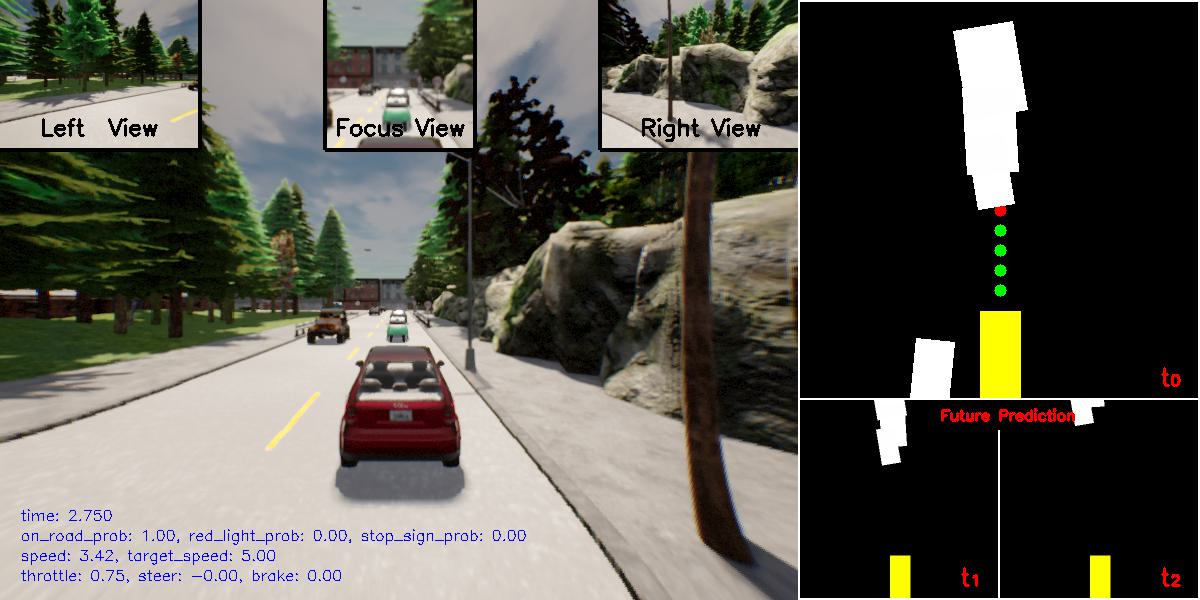 Left View
Focus View
Right View
time: 2.750
on_road_prob: 1.00, red_light_prob: 0.00, stop_sign_prob: 0.00
speed: 3.42, target_speed: 5.00
throttle: 0.75, steer: −0.00, brake: 0.00
t0
Future Prediction
t1
t2